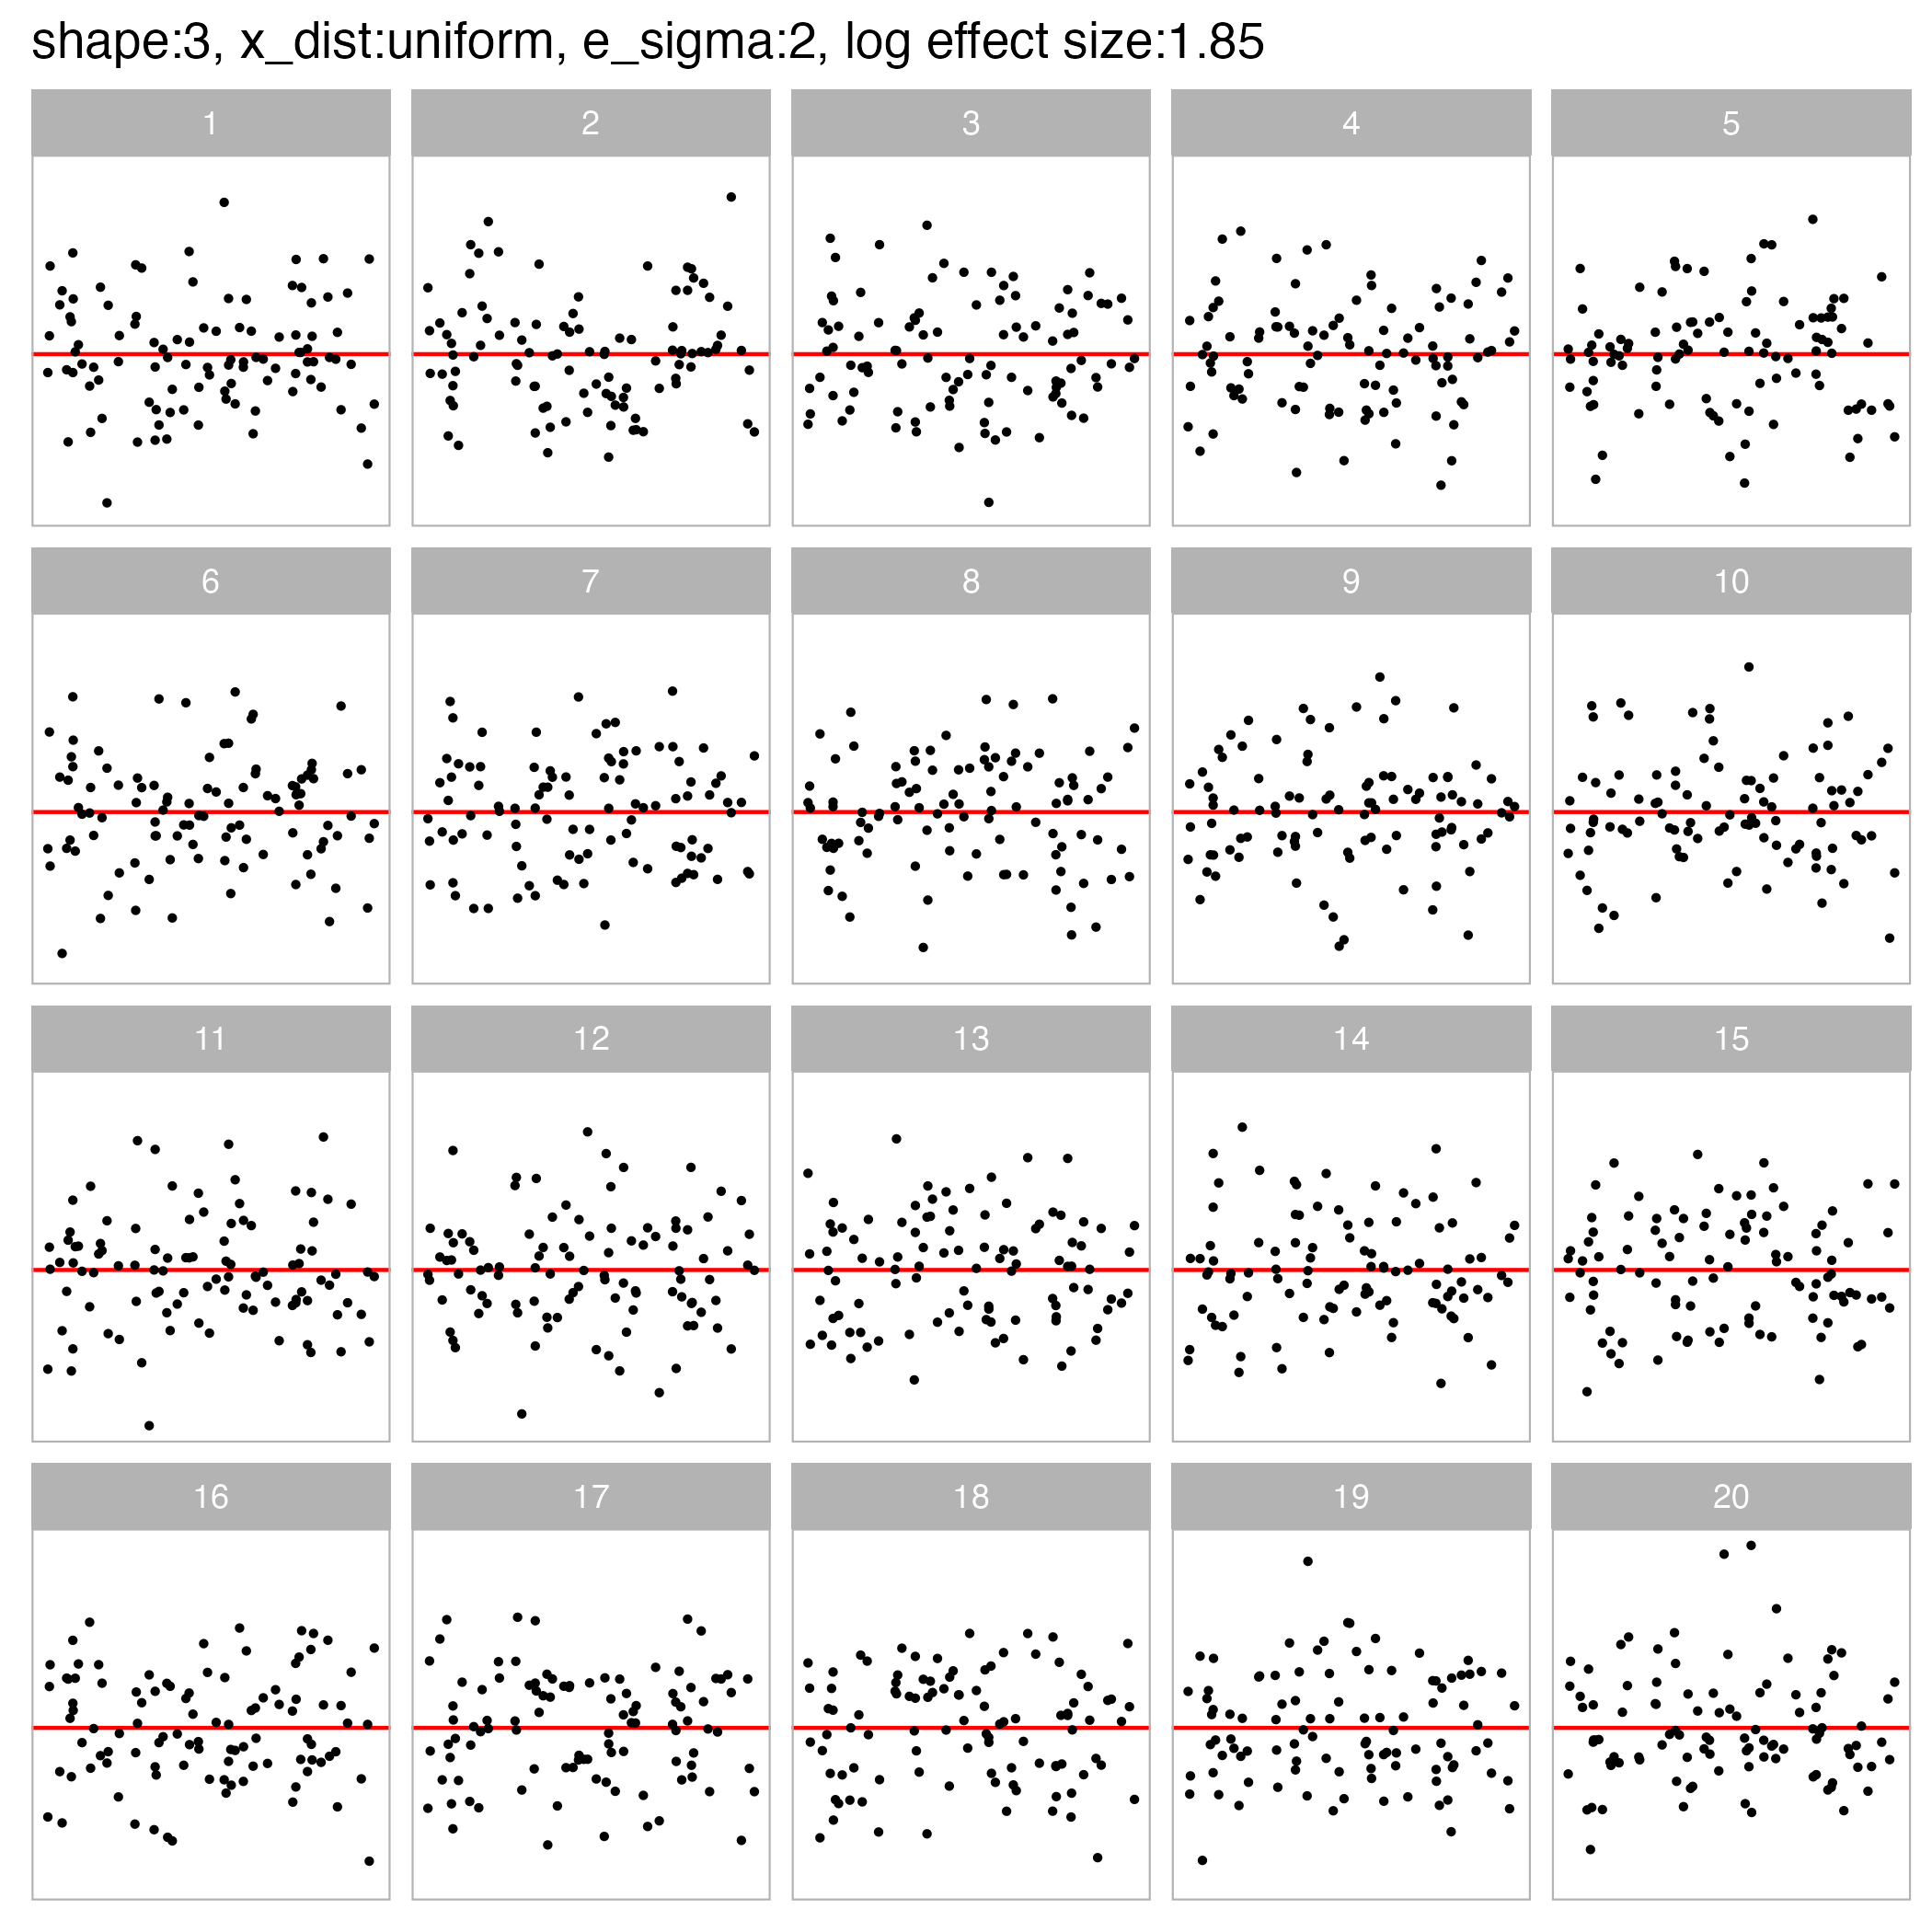 shape:3, x_dist:uniform, e_sigma:2, log effect size:1.85
1 2 3 4 5
6 7 8 9 10
11 12 13 14 15
16 17 18 19 20